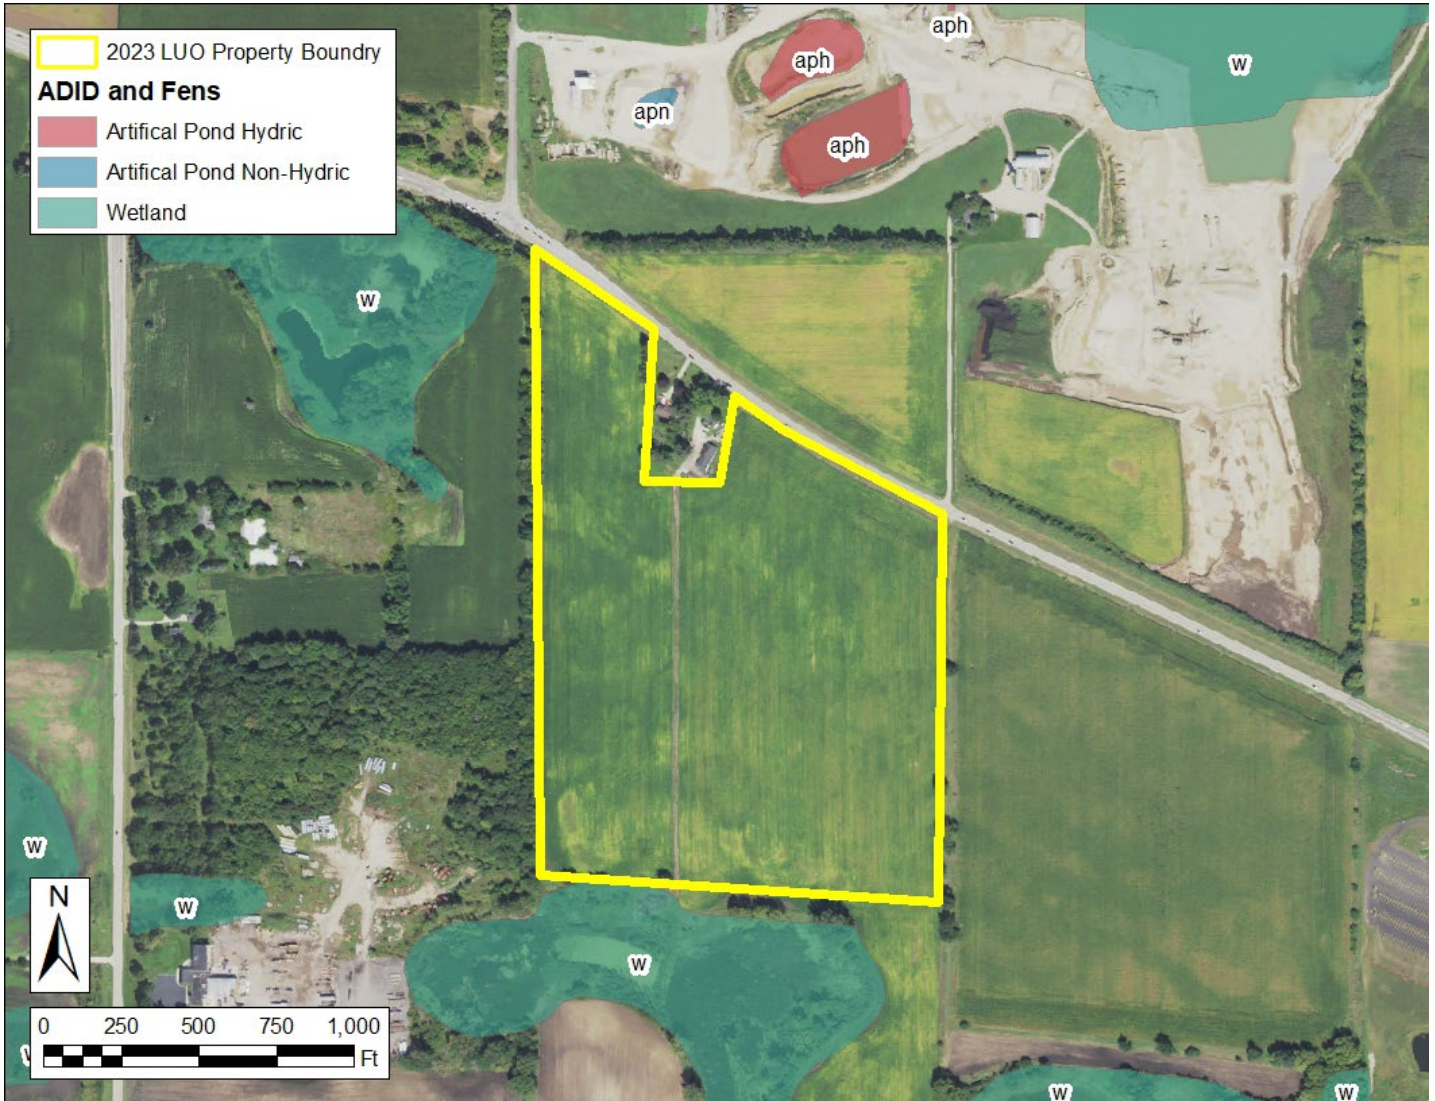 2023 LUO Property Boundry
ADID and Fens
Artifical Pond Hydric
Artifical Pond Non-Hydric
Wetland
aph
aph
apn
aph
w
w
w
w
w
w
w
w
N
0 250 500 750 1,000
Ft